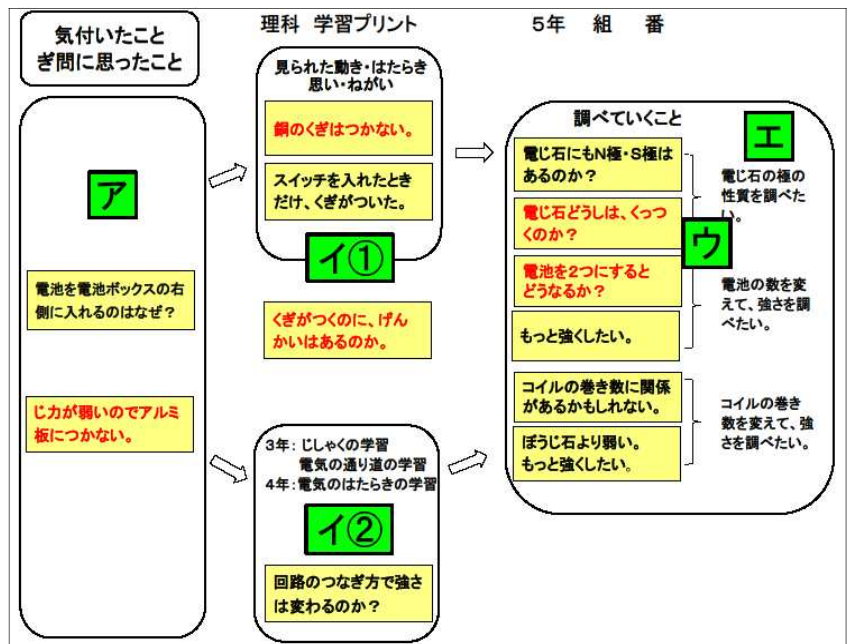 気付いたこと
ぎ問に思ったこと
理科 学習プリント
5年 組 番
ア
電池を電池ボックスの右
側に入れるのはなぜ？
じ力が弱いのでアルミ
板につかない。
見られた動き・はたらき
思い・ねがい
銅のくぎはつかない。
スイッチを入れたとき
だけ、くぎがついた。
イ①
くぎがつくのに、げん
かいはあるのか。
3年：じしゃくの学習
電気の通り道の学習
4年：電気のはたらきの学習
イ②
回路のつなぎ方で強さ
は変わるのか？
調べていくこと
エ
電じ石にもN極・S極は
あるのか？
電じ石どうしは、くっつ
くのか？
ウ
電池を2つにすると
どうなるか？
もっと強くしたい。
コイルの巻き数に関係
があるかもしれない。
ぼうじ石より弱い。
もっと強くしたい。
電じ石の極の
性質を調べた
い。
電池の数を変
えて、強さを調
べたい。
コイルの巻き
数を変えて、強
さを調べたい。